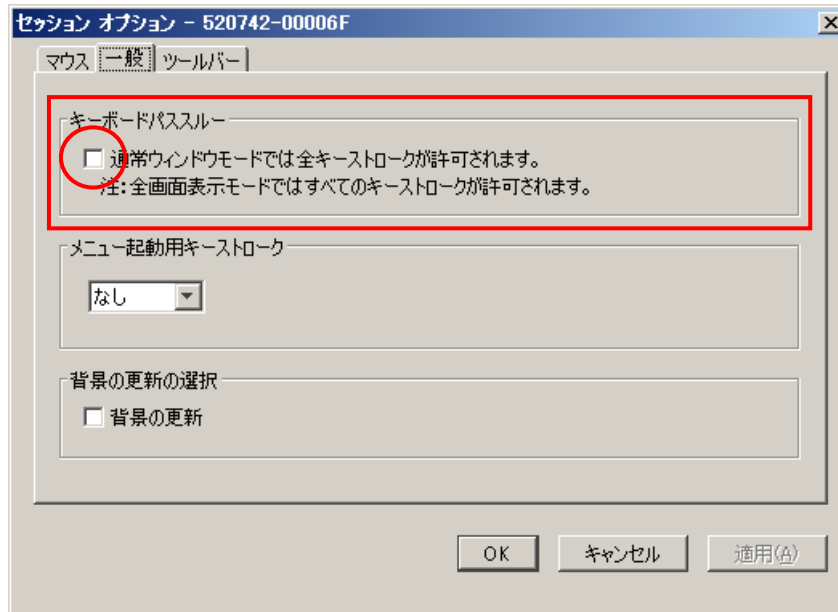 セッション オプション - 520742-00006F
マウス 一般 ツールバー
キーボードパススルー
通常ウィンドウモードでは全キーストロークが許可されます。
注：全画面表示モードではすべてのキーストロークが許可されます。
メニュー起動用キーストローク
なし
背景の更新の選択
背景の更新
OK キャンセル 適用(A)